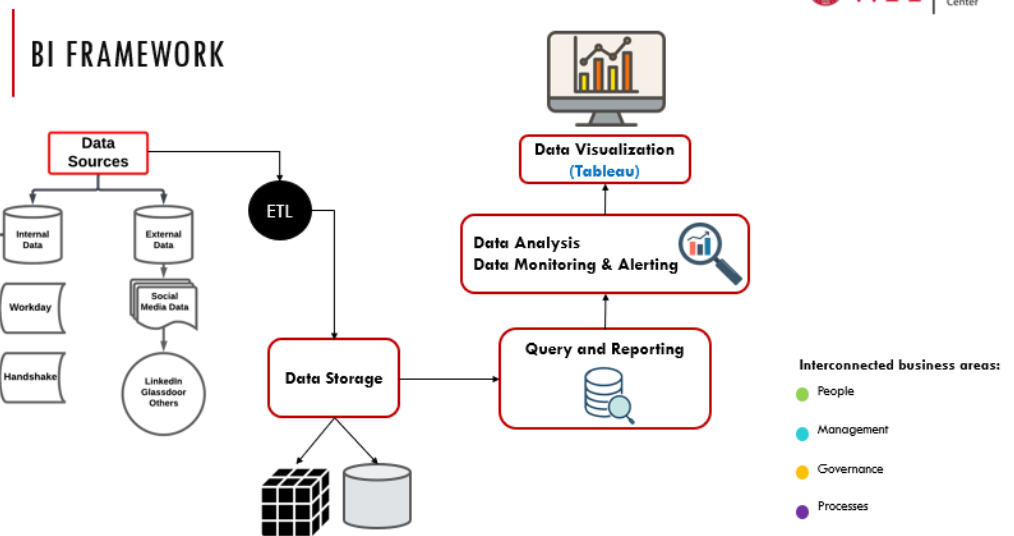 Center
BI FRAMEWORK
Data
Sources
Internal
Data
External
Data
Workday
Social
Media Data
Handshake
LinkedIn
Glassdoor
Others
ETL
Data Storage
Data Visualization
(Tableau)
Data Analysis
Data Monitoring & Alerting
Query and Reporting
Interconnected business areas:
People
Management
Governance
Processes